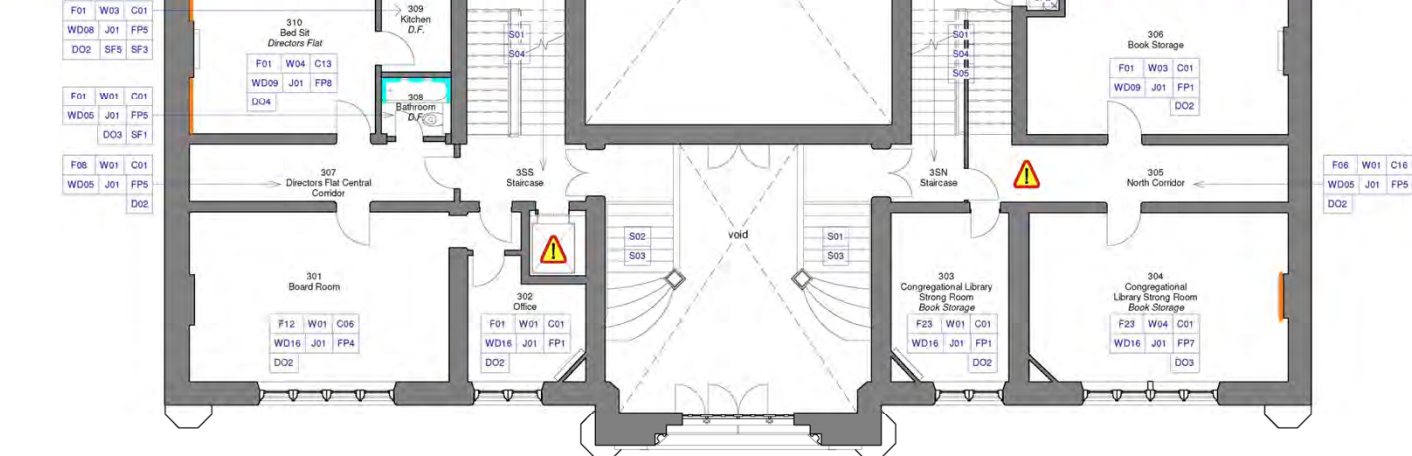 F01 W03 C01
WD08 J01 FP5
DO2 SF5 SF3
310
Bed Sit
Directors Flat
F01 W04 C13
WD09 J01 FP8
DO4
309
Kitchen
D.F.
S01
S04
S01
S04
S05
306
Book Storage
F01 W03 C01
WD09 J01 FP1
DO2
F01 W01 C01
WD05 J01 FP5
DO3 SF1
308
Bathroom
D.F.
F08 W01 C01
WD05 J01 FP5
D02
307
Directors Flat Central
Corridor
3SS
Staircase
3SN
Staircase
305
North Corridor
F06 W01 C16
WD05 J01 FP5
DO2
S02
S03
void
S01
S03
301
Board Room
F12 W01 C06
WD16 J01 FP4
DO2
302
Office
F01 W01 C01
WD16 J01 FP1
DO2
303
Congregational Library
Strong Room
Book Storage
F23 W01 C01
WD16 J01 FP1
DO2
304
Congregational
Library Strong Room
Book Storage
F23 W04 C01
WD16 J01 FP7
DO3